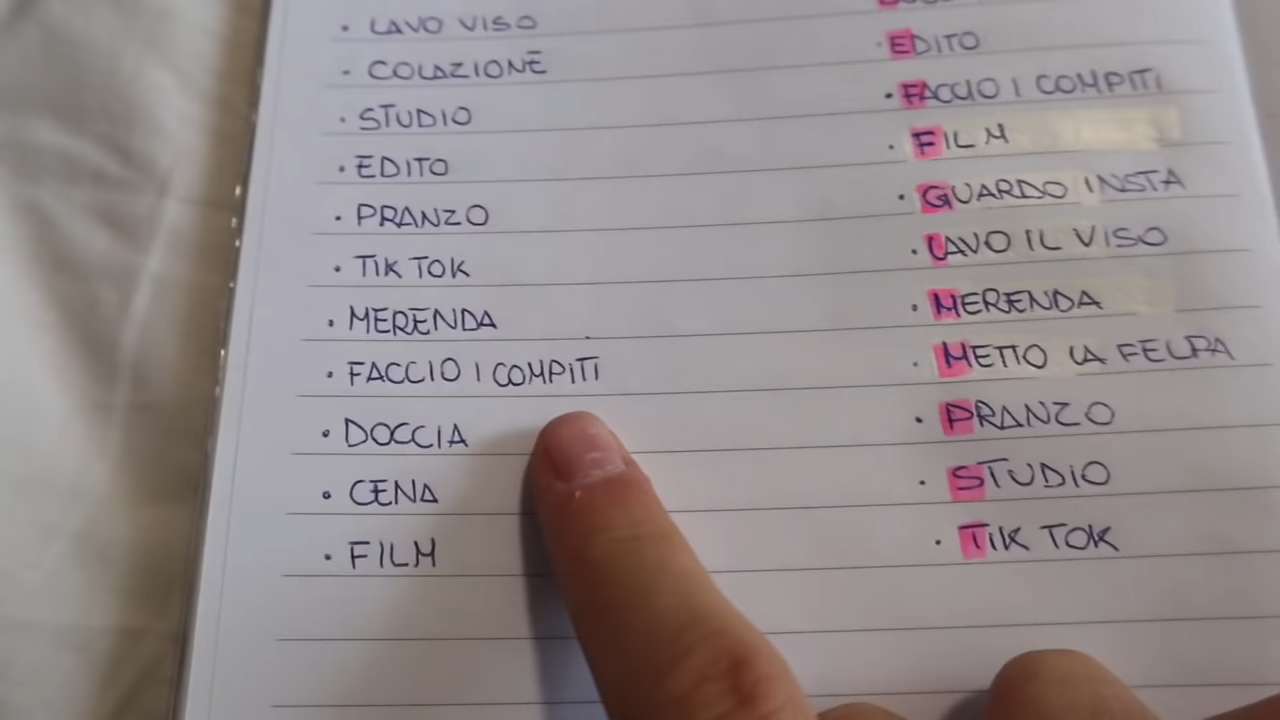 · LAVO VISO
· COLAZIONE
· STUDIO
· EDITO
· PRANZO
· TIK TOK
· MERENDA
· FACCIO I COMPITI
· DOCCIA
· CENA
· FILM
· EDITO
· FACCIO I COMPITI
· FILM
· GUARDO INSTA
· LAVO IL VISO
· MERENDA
· METTO LA FELPA
· PRANZO
· STUDIO
· TIK TOK